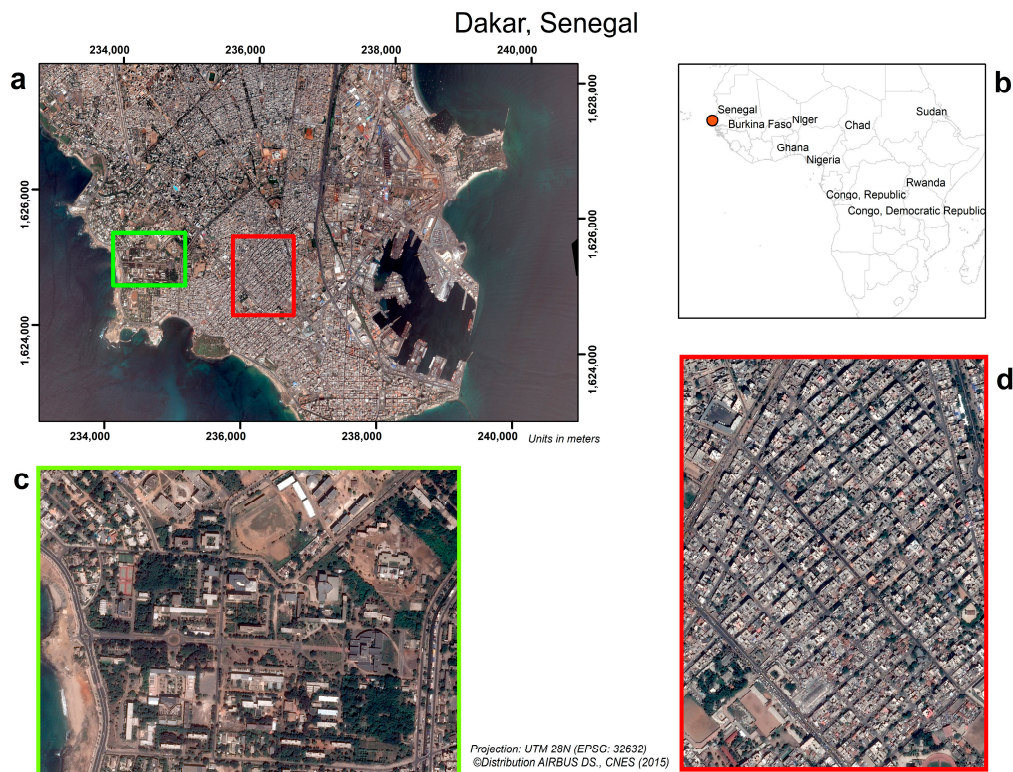 Dakar, Senegal
234,000
236,000
238,000
240,000
a
1,626,000
1,624,000
1,628,000
1,626,000
1,624,000
234,000
236,000
238,000
240,000
Units in meters
b
Senegal
Burkina Faso
Niger
Chad
Sudan
Ghana
Nigeria
Rwanda
Congo, Republic
Congo, Democratic Republic
c
d
Projection: UTM 28N (EPSG: 32632)
©Distribution AIRBUS DS., CNES (2015)